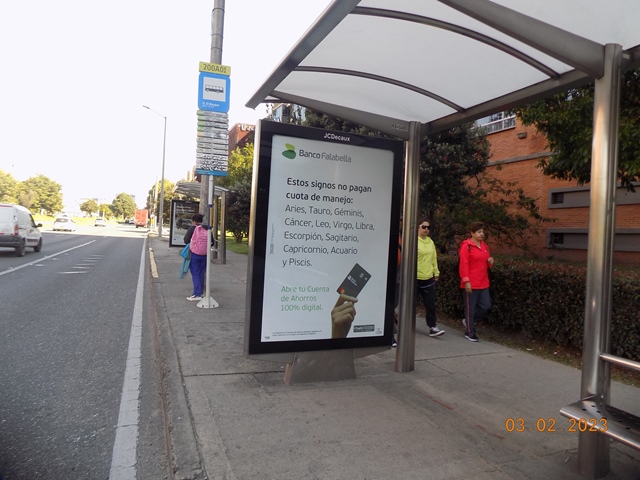 200A01
JCDecaux
Banco Falabella
Estos signos no pagan
cuota de manejo:
Aries, Tauro, Géminis,
Cáncer, Leo, Virgo, Libra,
Escorpión, Sagitario,
Capricornio, Acuario
y Piscis.
Abre tu Cuenta
de Ahorros
100% digital.
03 02 2023